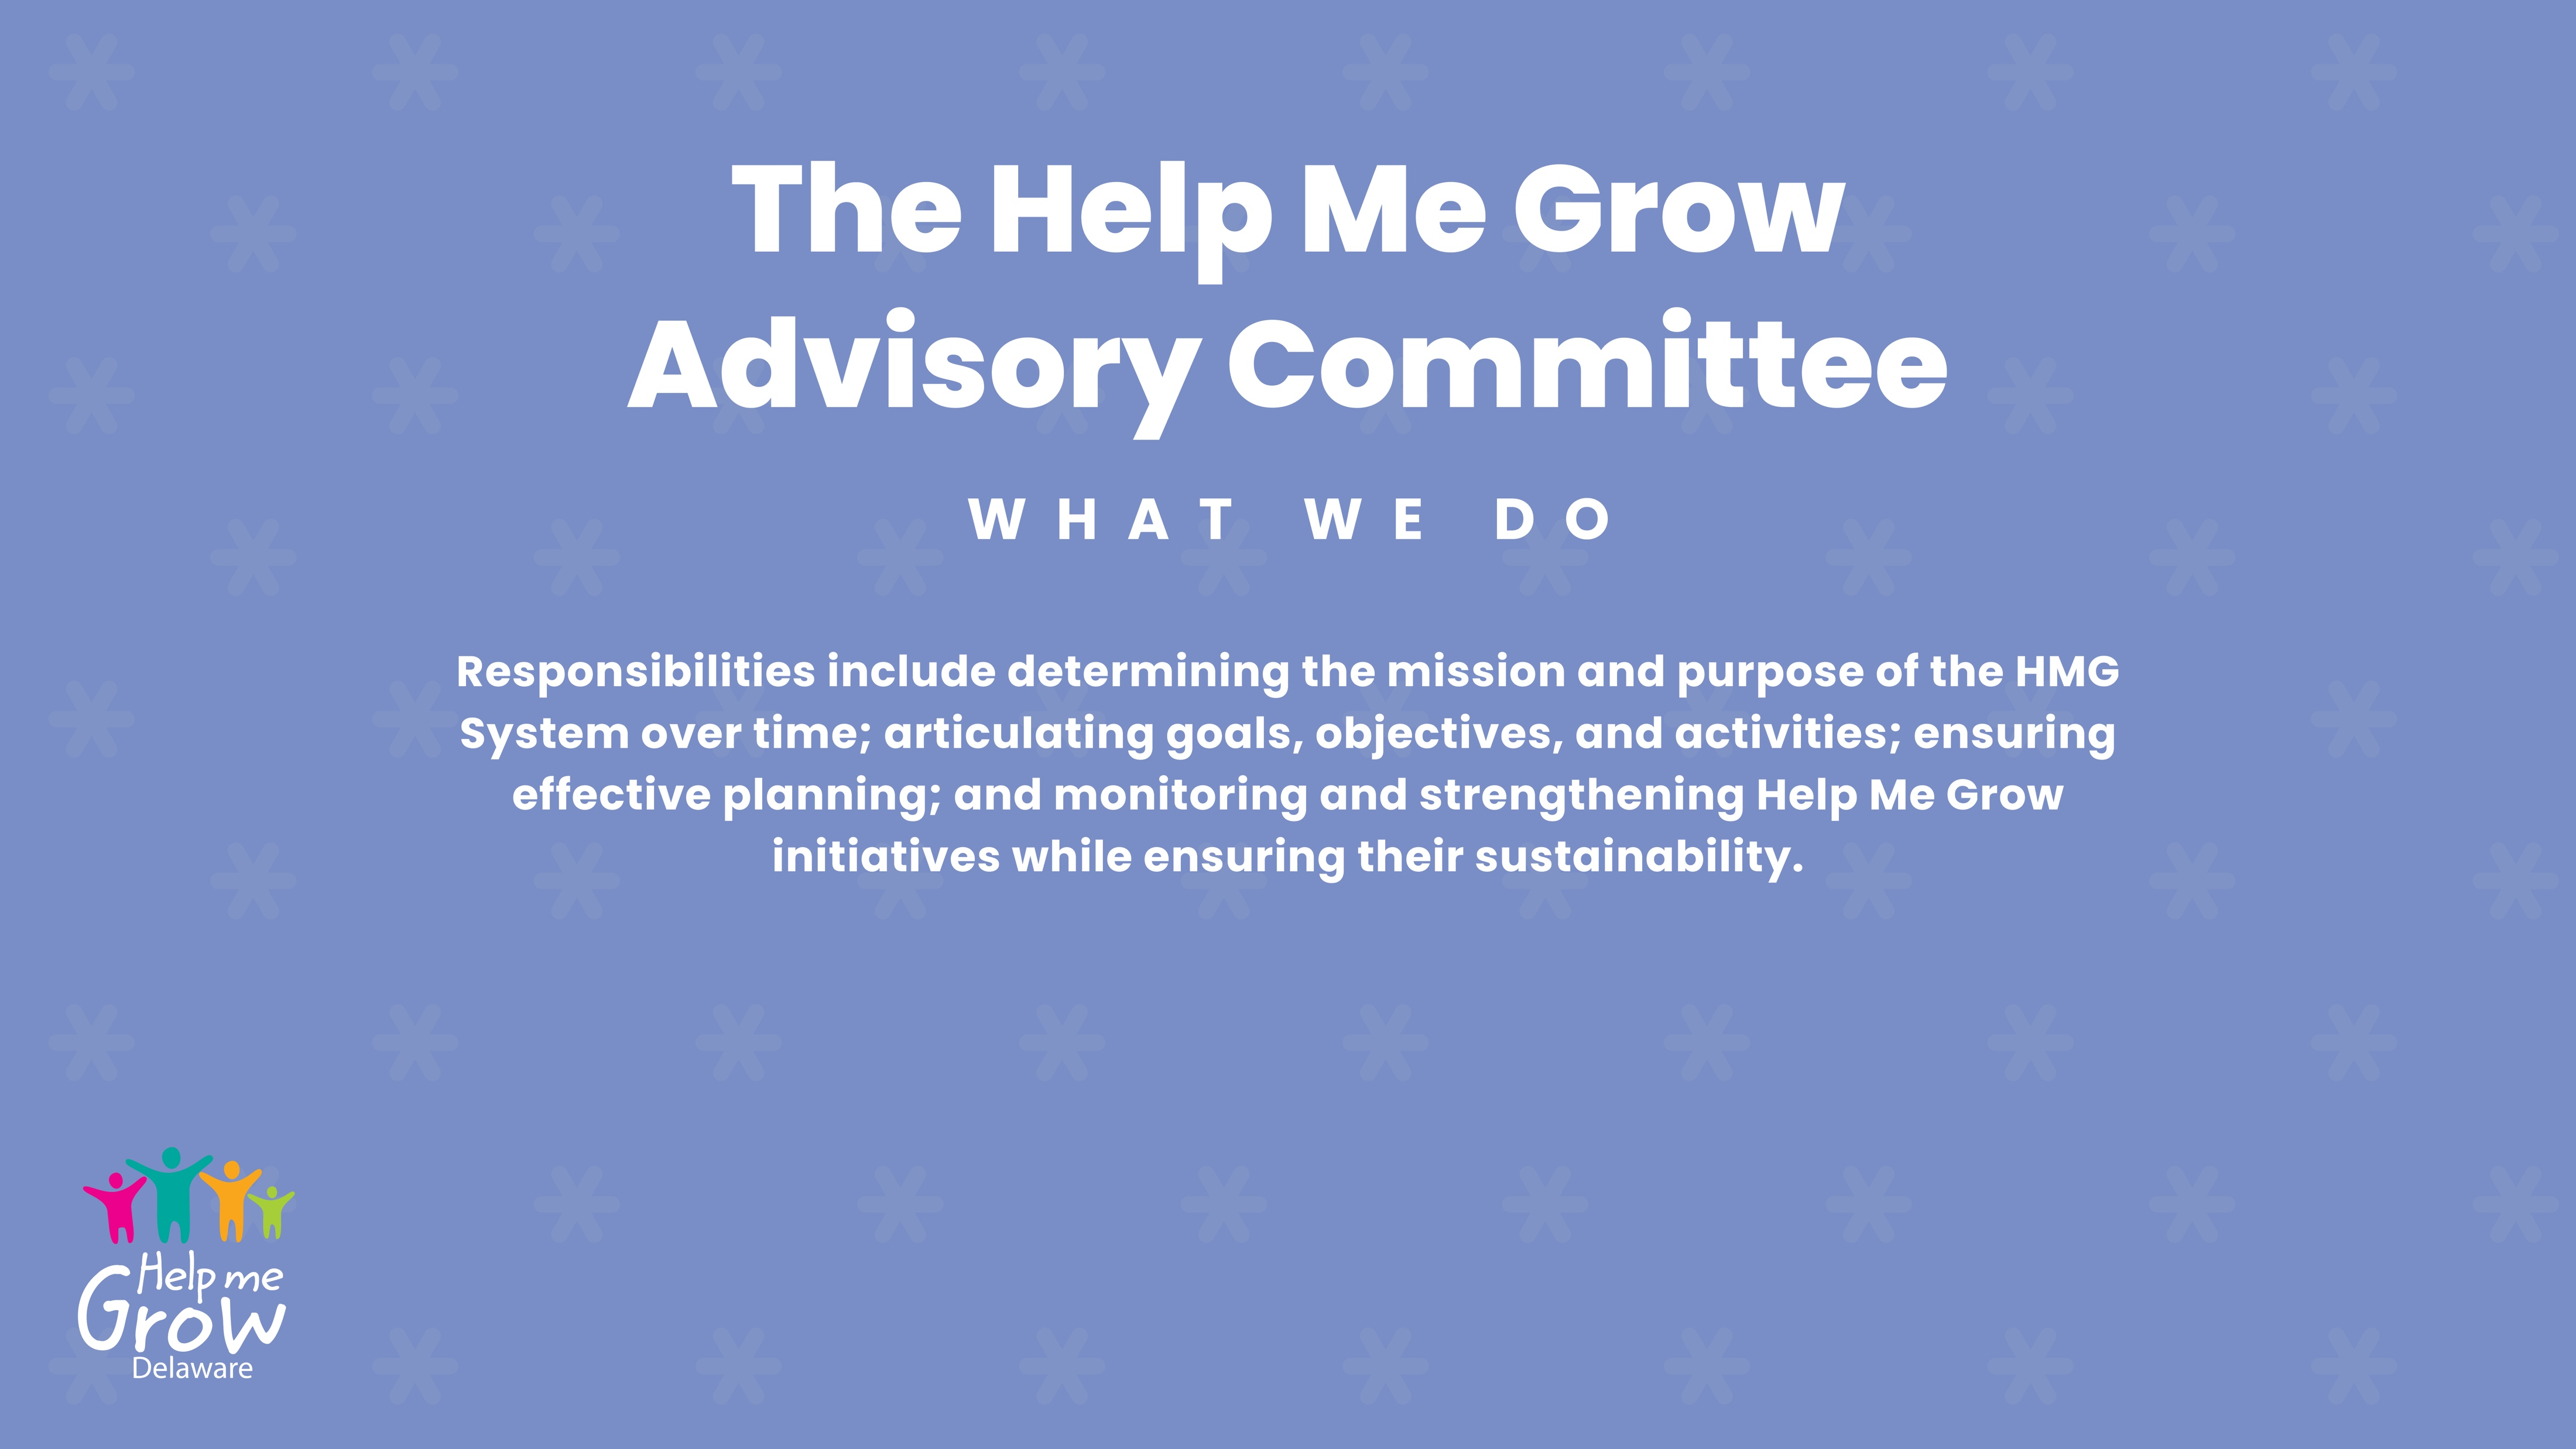 The Help Me Grow
Advisory Committee
WHAT WE DO
Responsibilities include determining the mission and purpose of the HMG
System over time; articulating goals, objectives, and activities; ensuring
effective planning; and monitoring and strengthening Help Me Grow
initiatives while ensuring their sustainability.
Help me
Grow
Delaware